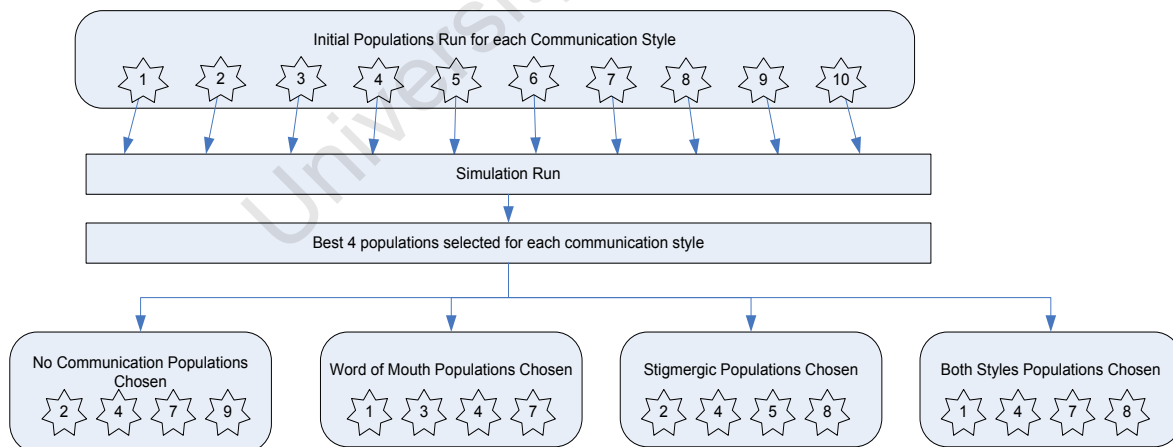 Initial Populations Run for each Communication Style
1 2 3 4 5 6 7 8 9 10
Simulation Run
Best 4 populations selected for each communication style
No Communication Populations
Chosen
2 4 7 9
Word of Mouth Populations Chosen
1 3 4 7
Stigmergic Populations Chosen
2 4 5 8
Both Styles Populations Chosen
1 4 7 8
Universi